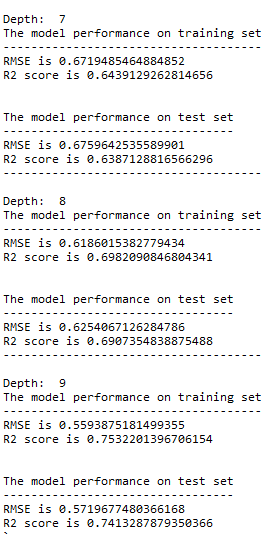 Depth:  7
The model performance on training set
-------------------------------------
RMSE is 0.6719485464884852
R2 score is 0.6439129262814656
The model performance on test set
---------------------------------
RMSE is 0.6759642535589901
R2 score is 0.6387128816566296
-------------------------------------
Depth:  8
The model performance on training set
-------------------------------------
RMSE is 0.6186015382779434
R2 score is 0.6982090846804341
The model performance on test set
---------------------------------
RMSE is 0.6254067126284786
R2 score is 0.6907354838875488
-------------------------------------
Depth:  9
The model performance on training set
-------------------------------------
RMSE is 0.5593875181499355
R2 score is 0.7532201396706154
The model performance on test set
---------------------------------
RMSE is 0.5719677480366168
R2 score is 0.7413287879350366